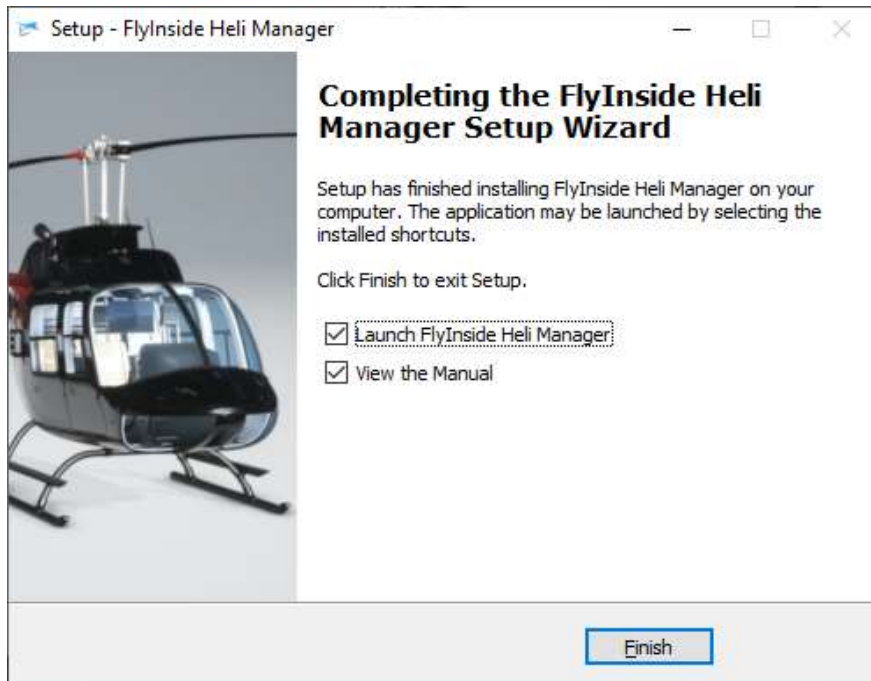 Setup - FlyInside Heli Manager
Completing the FlyInside Heli
Manager Setup Wizard
Setup has finished installing FlyInside Heli Manager on your
computer. The application may be launched by selecting the
installed shortcuts.
Click Finish to exit Setup.
Launch FlyInside Heli Manager
View the Manual
Finish